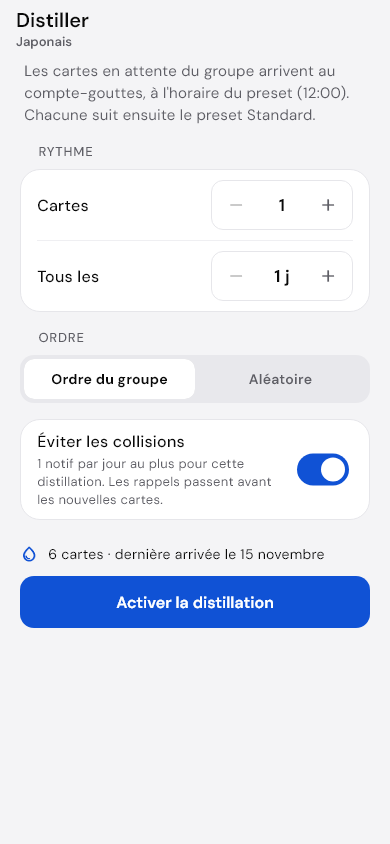 Distiller
Japonais
Les cartes en attente du groupe arrivent au
compte-gouttes, à l'horaire du preset (12:00).
Chacune suit ensuite le preset Standard.
RYTHME
Cartes − 1 +
Tous les − 1 j +
ORDRE
Ordre du groupe Aléatoire
Éviter les collisions
1 notif par jour au plus pour cette
distillation. Les rappels passent avant
les nouvelles cartes.
6 cartes · dernière arrivée le 15 novembre
Activer la distillation